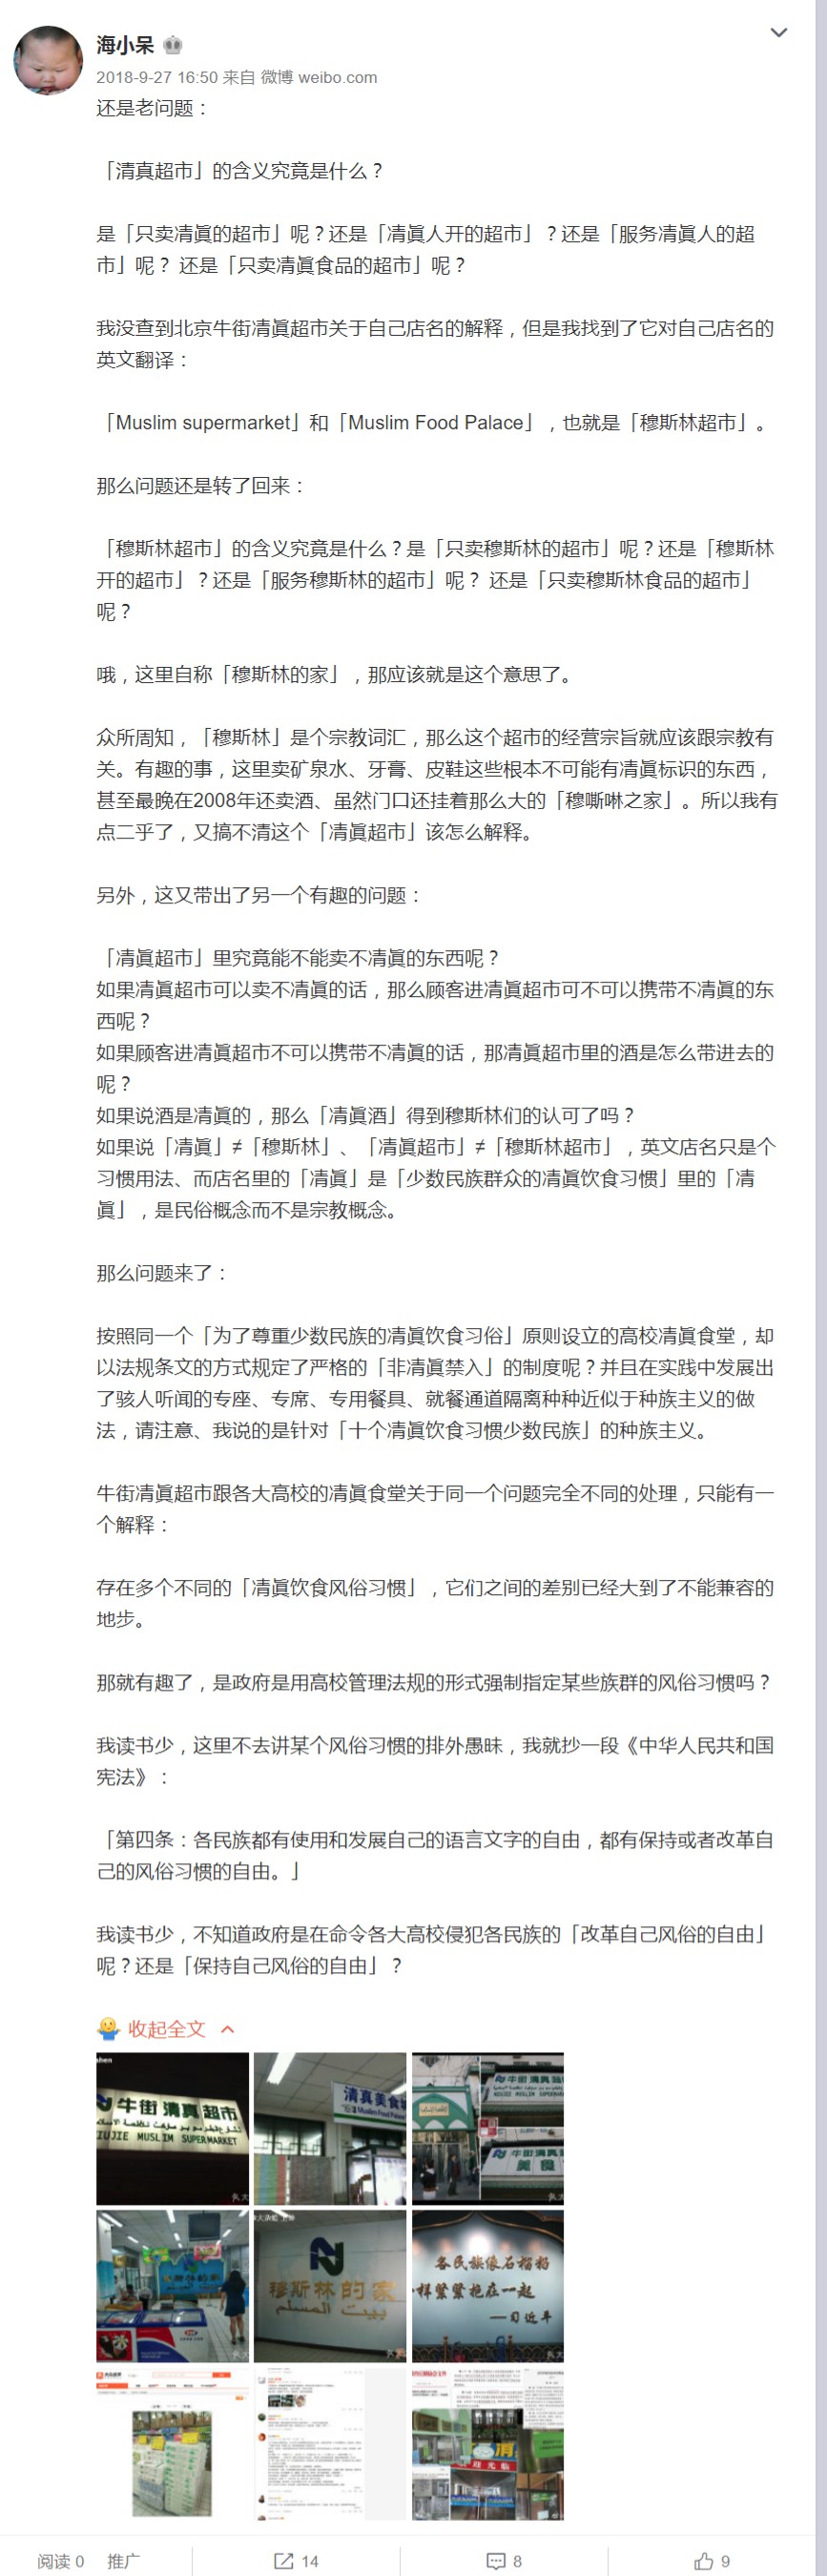 海小呆
2018-9-27 16:50 来自 微博 weibo.com
还是老问题：
「清真超市」的含义究竟是什么？
是「只卖凊眞的超市」呢？还是「凊眞人开的超市」？还是「服务凊眞人的超
市」呢？ 还是「只卖凊眞食品的超市」呢？
我没查到北京牛街凊眞超市关于自己店名的解释，但是我找到了它对自己店名的
英文翻译：
「Muslim supermarket」和「Muslim Food Palace」，也就是「穆斯林超市」。
那么问题还是转了回来：
「穆斯林超市」的含义究竟是什么？是「只卖穆斯林的超市」呢？还是「穆斯林
开的超市」？还是「服务穆斯林的超市」呢？ 还是「只卖穆斯林食品的超市」
呢？
哦，这里自称「穆斯林的家」，那应该就是这个意思了。
众所周知，「穆斯林」是个宗教词汇，那么这个超市的经营宗旨就应该跟宗教有
关。有趣的事，这里卖矿泉水、牙膏、皮鞋这些根本不可能有凊眞标识的东西，
甚至最晚在2008年还卖酒、虽然门口还挂着那么大的「穆嘶啉之家」。所以我有
点二乎了，又搞不清这个「凊眞超市」该怎么解释。
另外，这又带出了另一个有趣的问题：
「凊眞超市」里究竟能不能卖不凊眞的东西呢？
如果凊眞超市可以卖不凊眞的话，那么顾客进凊眞超市可不可以携带不凊眞的东
西呢？
如果顾客进凊眞超市不可以携带不凊眞的话，那凊眞超市里的酒是怎么带进去的
呢？
如果说酒是凊眞的，那么「凊眞酒」得到穆斯林们的认可了吗？
如果说「凊眞」≠「穆斯林」、「凊眞超市」≠「穆斯林超市」，英文店名只是个
习惯用法、而店名里的「凊眞」是「少数民族群众的凊眞饮食习惯」里的「凊
眞」，是民俗概念而不是宗教概念。
那么问题来了：
按照同一个「为了尊重少数民族的凊眞饮食习俗」原则设立的高校凊眞食堂，却
以法规条文的方式规定了严格的「非凊眞禁入」的制度呢？并且在实践中发展出
了骇人听闻的专座、专席、专用餐具、就餐通道隔离种种近似于种族主义的做
法，请注意、我说的是针对「十个凊眞饮食习惯少数民族」的种族主义。
牛街凊眞超市跟各大高校的凊眞食堂关于同一个问题完全不同的处理，只能有一
个解释：
存在多个不同的「凊眞饮食风俗习惯」，它们之间的差别已经大到了不能兼容的
地步。
那就有趣了，是政府是用高校管理法规的形式强制指定某些族群的风俗习惯吗？
我读书少，这里不去讲某个风俗习惯的排外愚昧，我就抄一段《中华人民共和国
宪法》：
「第四条：各民族都有使用和发展自己的语言文字的自由，都有保持或者改革自
己的风俗习惯的自由。」
我读书少，不知道政府是在命令各大高校侵犯各民族的「改革自己风俗的自由」
呢？还是「保持自己风俗的自由」？
收起全文
牛街 清真 超市
IUJIE MUSLIM SUPERMARKET
清真美食城
Muslim Food Pala
牛街清真
美食
穆斯林的家
بيت المسلم
各民族像石榴籽
一样紧紧抱在一起
——习近平
清
迎光临
阅读 0 推广 14 8 9